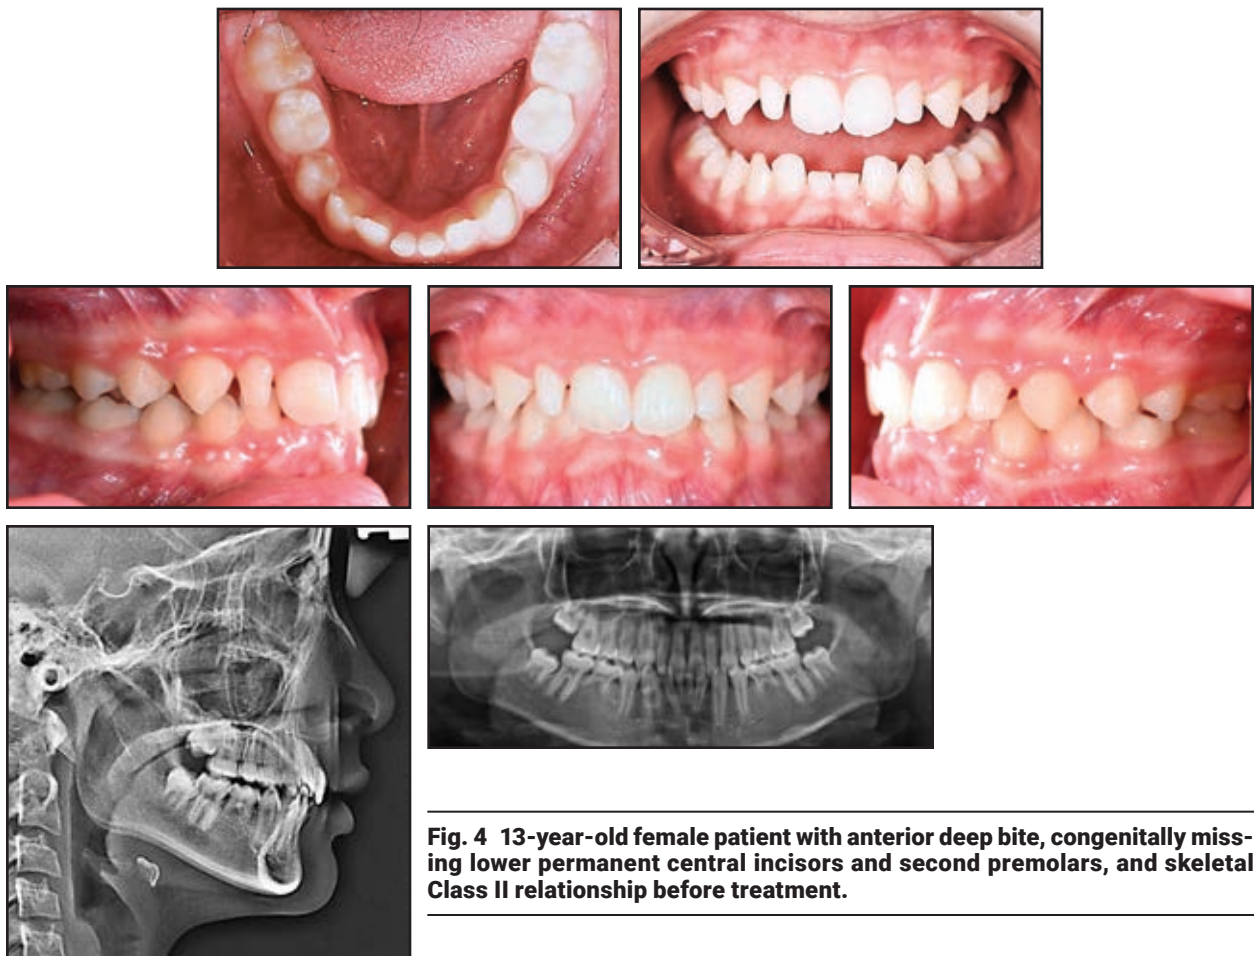 Fig. 4 13-year-old female patient with anterior deep bite, congenitally miss-
ing lower permanent central incisors and second premolars, and skeletal
Class II relationship before treatment.